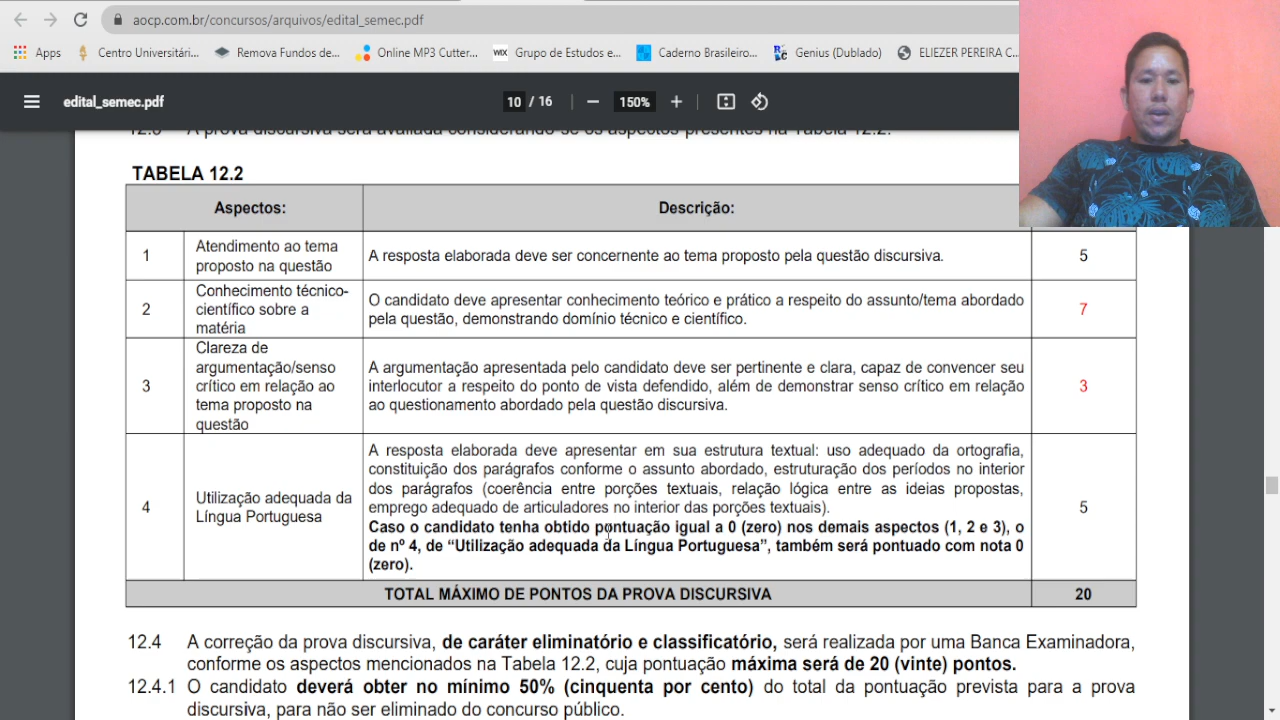 aocp.com.br/concursos/arquivos/edital_semec.pdf
Apps Centro Universitári... Remova Fundos de... Online MP3 Cutter... WiX Grupo de Estudos e... Caderno Brasileiro... Genius (Dublado) ELIEZER PEREIRA C...
edital_semec.pdf 10 / 16 150%
A prova discursiva será avaliada considerando-se os aspectos presentes na Tabela 12.2.
TABELA 12.2
Aspectos: Descrição:
1 Atendimento ao tema proposto na questão A resposta elaborada deve ser concernente ao tema proposto pela questão discursiva. 5
2 Conhecimento técnico-
científico sobre a
matéria
O candidato deve apresentar conhecimento teórico e prático a respeito do assunto/tema abordado
pela questão, demonstrando domínio técnico e científico.
7
3 Clareza de
argumentação/senso
crítico em relação ao
tema proposto na
questão
A argumentação apresentada pelo candidato deve ser pertinente e clara, capaz de convencer seu
interlocutor a respeito do ponto de vista defendido, além de demonstrar senso crítico em relação
ao questionamento abordado pela questão discursiva.
3
4 Utilização adequada da
Língua Portuguesa
A resposta elaborada deve apresentar em sua estrutura textual: uso adequado da ortografia,
constituição dos parágrafos conforme o assunto abordado, estruturação dos períodos no interior
dos parágrafos (coerência entre porções textuais, relação lógica entre as ideias propostas,
emprego adequado de articuladores no interior das porções textuais).
Caso o candidato tenha obtido pontuação igual a 0 (zero) nos demais aspectos (1, 2 e 3), o
de nº 4, de “Utilização adequada da Língua Portuguesa”, também será pontuado com nota 0
(zero).
5
TOTAL MÁXIMO DE PONTOS DA PROVA DISCURSIVA 20
12.4 A correção da prova discursiva, de caráter eliminatório e classificatório, será realizada por uma Banca Examinadora,
conforme os aspectos mencionados na Tabela 12.2, cuja pontuação máxima será de 20 (vinte) pontos.
12.4.1 O candidato deverá obter no mínimo 50% (cinquenta por cento) do total da pontuação prevista para a prova
discursiva, para não ser eliminado do concurso público.